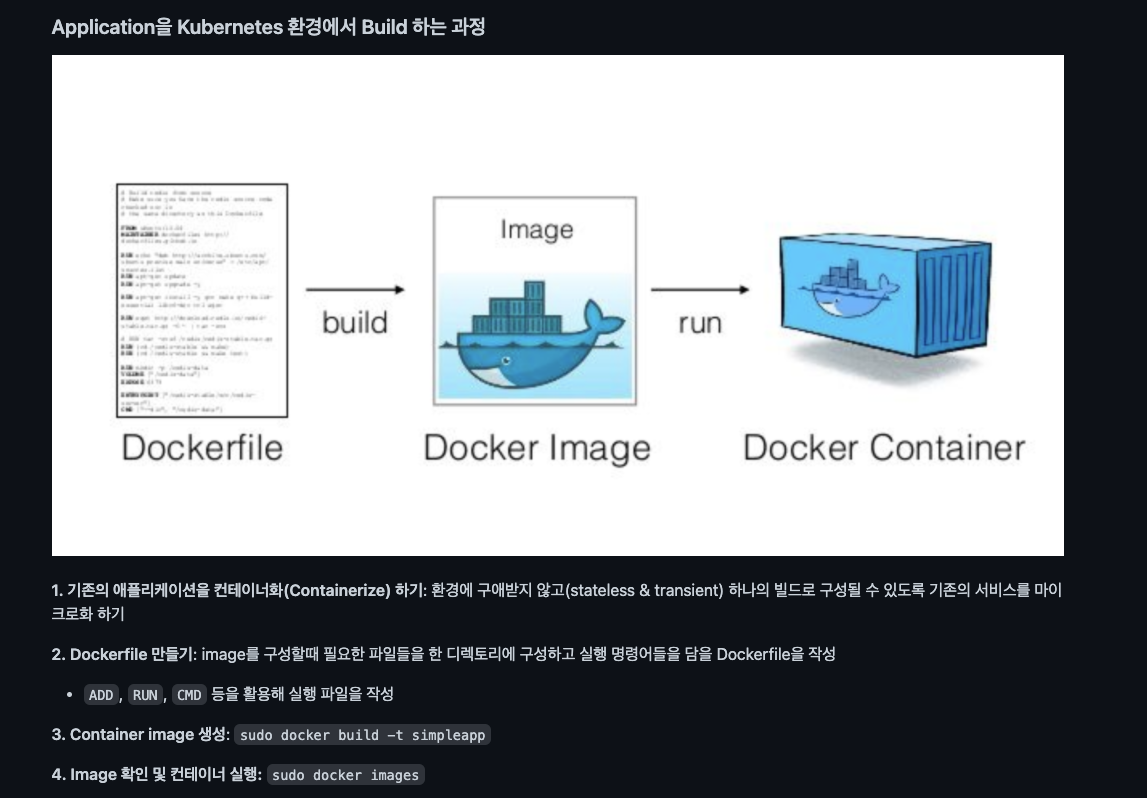 Application을 Kubernetes 환경에서 Build 하는 과정
Image
build
run
Dockerfile
Docker Image
Docker Container
1. 기존의 애플리케이션을 컨테이너화(Containerize) 하기: 환경에 구애받지 않고(stateless & transient) 하나의 빌드로 구성될 수 있도록 기존의 서비스를 마이
크로화 하기
2. Dockerfile 만들기: image를 구성할때 필요한 파일들을 한 디렉토리에 구성하고 실행 명령어들을 담을 Dockerfile을 작성
• ADD, RUN, CMD 등을 활용해 실행 파일을 작성
3. Container image 생성: sudo docker build -t simpleapp
4. Image 확인 및 컨테이너 실행: sudo docker images